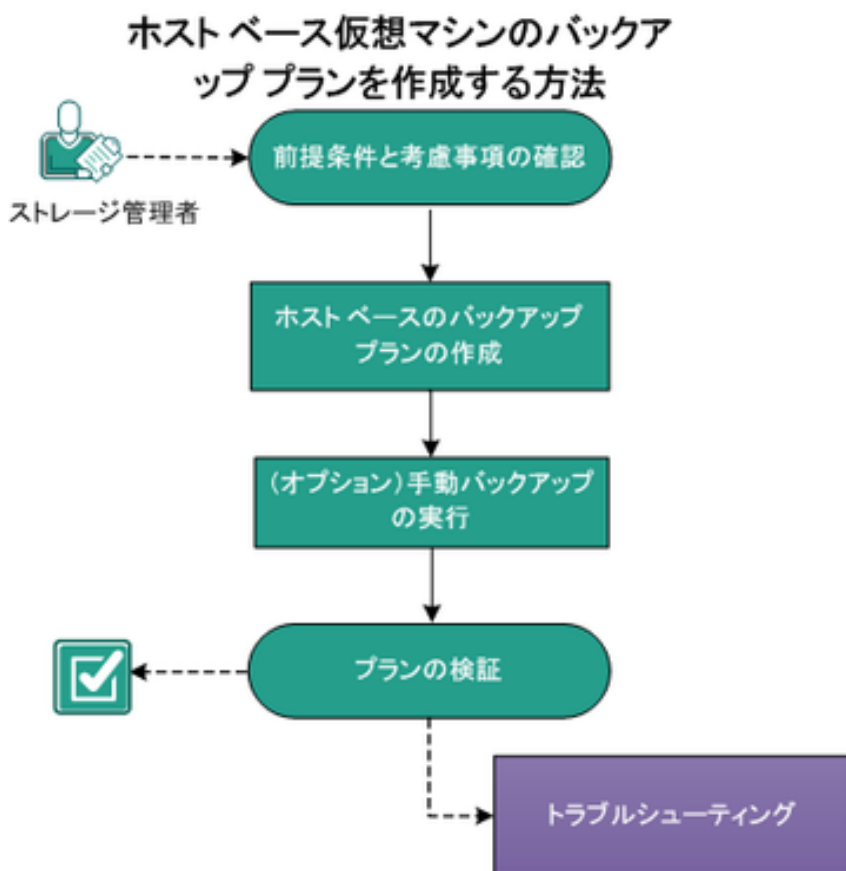 ホスト ベース仮想マシンのバックア
ップ プランを作成する方法
前提条件と考慮事項の確認
ストレージ管理者
ホスト ベースのバックアップ
プランの作成
(オプション)手動バックアップ
の実行
プランの検証
トラブルシューティング